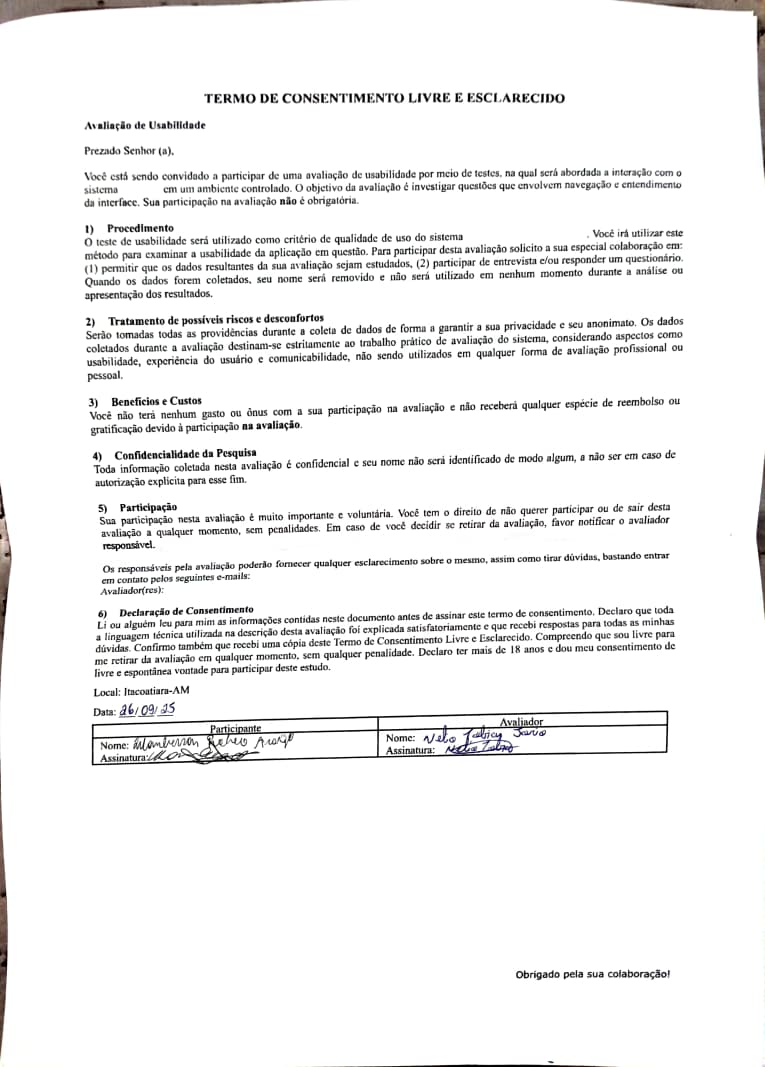 TERMO DE CONSENTIMENTO LIVRE E ESCLARECIDO
Avaliação de Usabilidade
Prezado Senhor (a),
Você está sendo convidado a participar de uma avaliação de usabilidade por meio de testes, na qual será abordada a interação com o
sistema em um ambiente controlado. O objetivo da avaliação é investigar questões que envolvem navegação e entendimento
da interface. Sua participação na avaliação não é obrigatória.
1) Procedimento
O teste de usabilidade será utilizado como critério de qualidade de uso do sistema . Você irá utilizar este
método para examinar a usabilidade da aplicação em questão. Para participar desta avaliação solicito a sua especial colaboração em:
(1) permitir que os dados resultantes da sua avaliação sejam estudados, (2) participar de entrevista e/ou responder um questionário.
Quando os dados forem coletados, seu nome será removido e não será utilizado em nenhum momento durante a análise ou
apresentação dos resultados.
2) Tratamento de possíveis riscos e desconfortos
Serão tomadas todas as providências durante a coleta de dados de forma a garantir a sua privacidade e seu anonimato. Os dados
coletados durante a avaliação destinam-se estritamente ao trabalho prático de avaliação do sistema, considerando aspectos como
usabilidade, experiência do usuário e comunicabilidade, não sendo utilizados em qualquer forma de avaliação profissional ou
pessoal.
3) Benefícios e Custos
Você não terá nenhum gasto ou ônus com a sua participação na avaliação e não receberá qualquer espécie de reembolso ou
gratificação devido à participação na avaliação.
4) Confidencialidade da Pesquisa
Toda informação coletada nesta avaliação é confidencial e seu nome não será identificado de modo algum, a não ser em caso de
autorização explícita para esse fim.
5) Participação
Sua participação nesta avaliação é muito importante e voluntária. Você tem o direito de não querer participar ou de sair desta
avaliação a qualquer momento, sem penalidades. Em caso de você decidir se retirar da avaliação, favor notificar o avaliador
responsável.
Os responsáveis pela avaliação poderão fornecer qualquer esclarecimento sobre o mesmo, assim como tirar dúvidas, bastando entrar
em contato pelos seguintes e-mails:
Avaliador(res):
6) Declaração de Consentimento
Li ou alguém leu para mim as informações contidas neste documento antes de assinar este termo de consentimento. Declaro que toda
a linguagem técnica utilizada na descrição desta avaliação foi explicada satisfatoriamente e que recebi respostas para todas as minhas
dúvidas. Confirmo também que recebi uma cópia deste Termo de Consentimento Livre e Esclarecido. Compreendo que sou livre para
me retirar da avaliação em qualquer momento, sem qualquer penalidade. Declaro ter mais de 18 anos e dou meu consentimento de
livre e espontânea vontade para participar deste estudo.
Local: Itacoatiara-AM
Data: 26/09/25
Participante Avaliador
Nome: Nome:
Assinatura: Assinatura:
Obrigado pela sua colaboração!